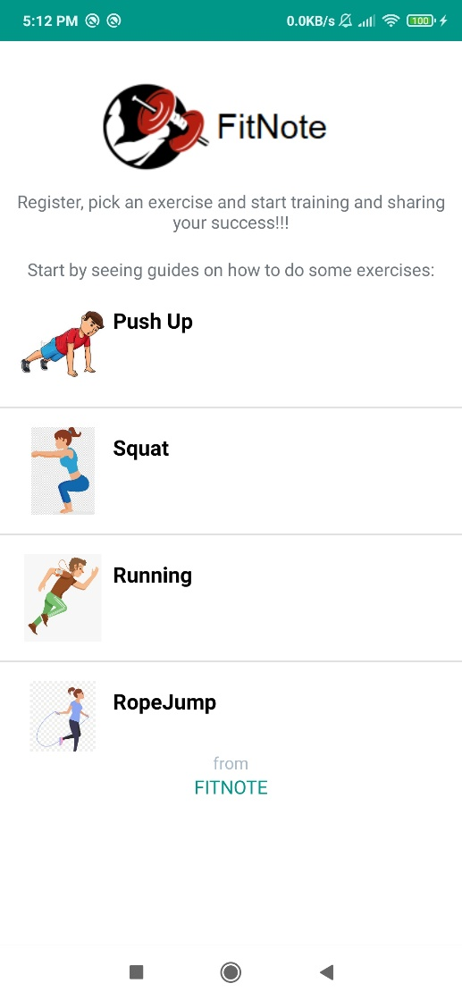 5:12 PM 0.0KB/s 100
FitNote
Register, pick an exercise and start training and sharing
your success!!!
Start by seeing guides on how to do some exercises:
Push Up
Squat
Running
RopeJump
from
FITNOTE